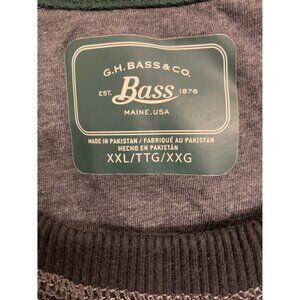 G.H. BASS & CO.
EST. Bass 1876
MAINE, USA
MADE IN PAKISTAN / FABRIQUÉ AU PAKISTAN
HECHO EN PAKISTÁN
XXL/TTG/XXG